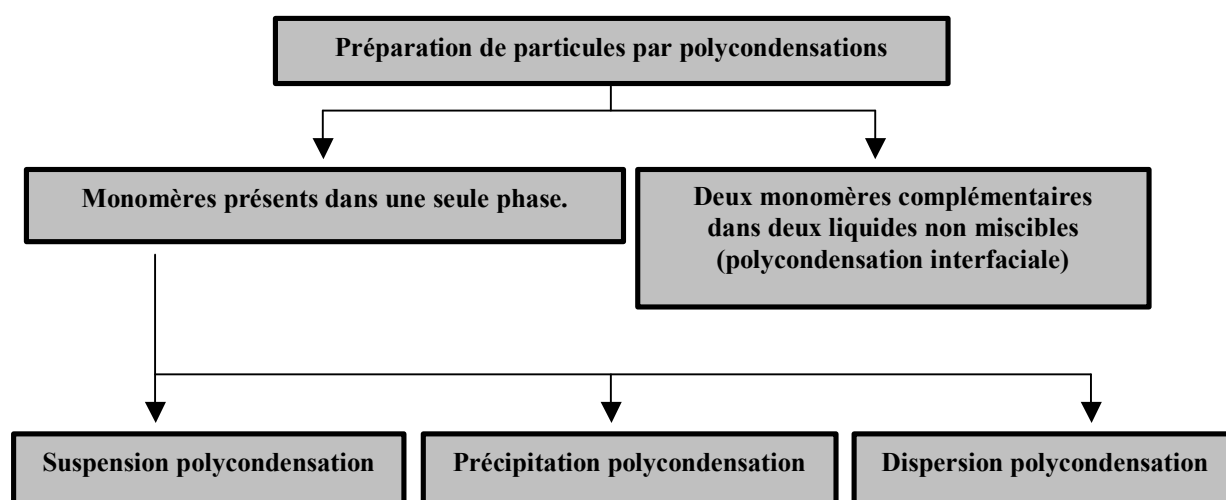 Préparation de particules par polycondensations
Monomères présents dans une seule phase.
Deux monomères complémentaires
dans deux liquides non miscibles
(polycondensation interfaciale)
Suspension polycondensation
Précipitation polycondensation
Dispersion polycondensation